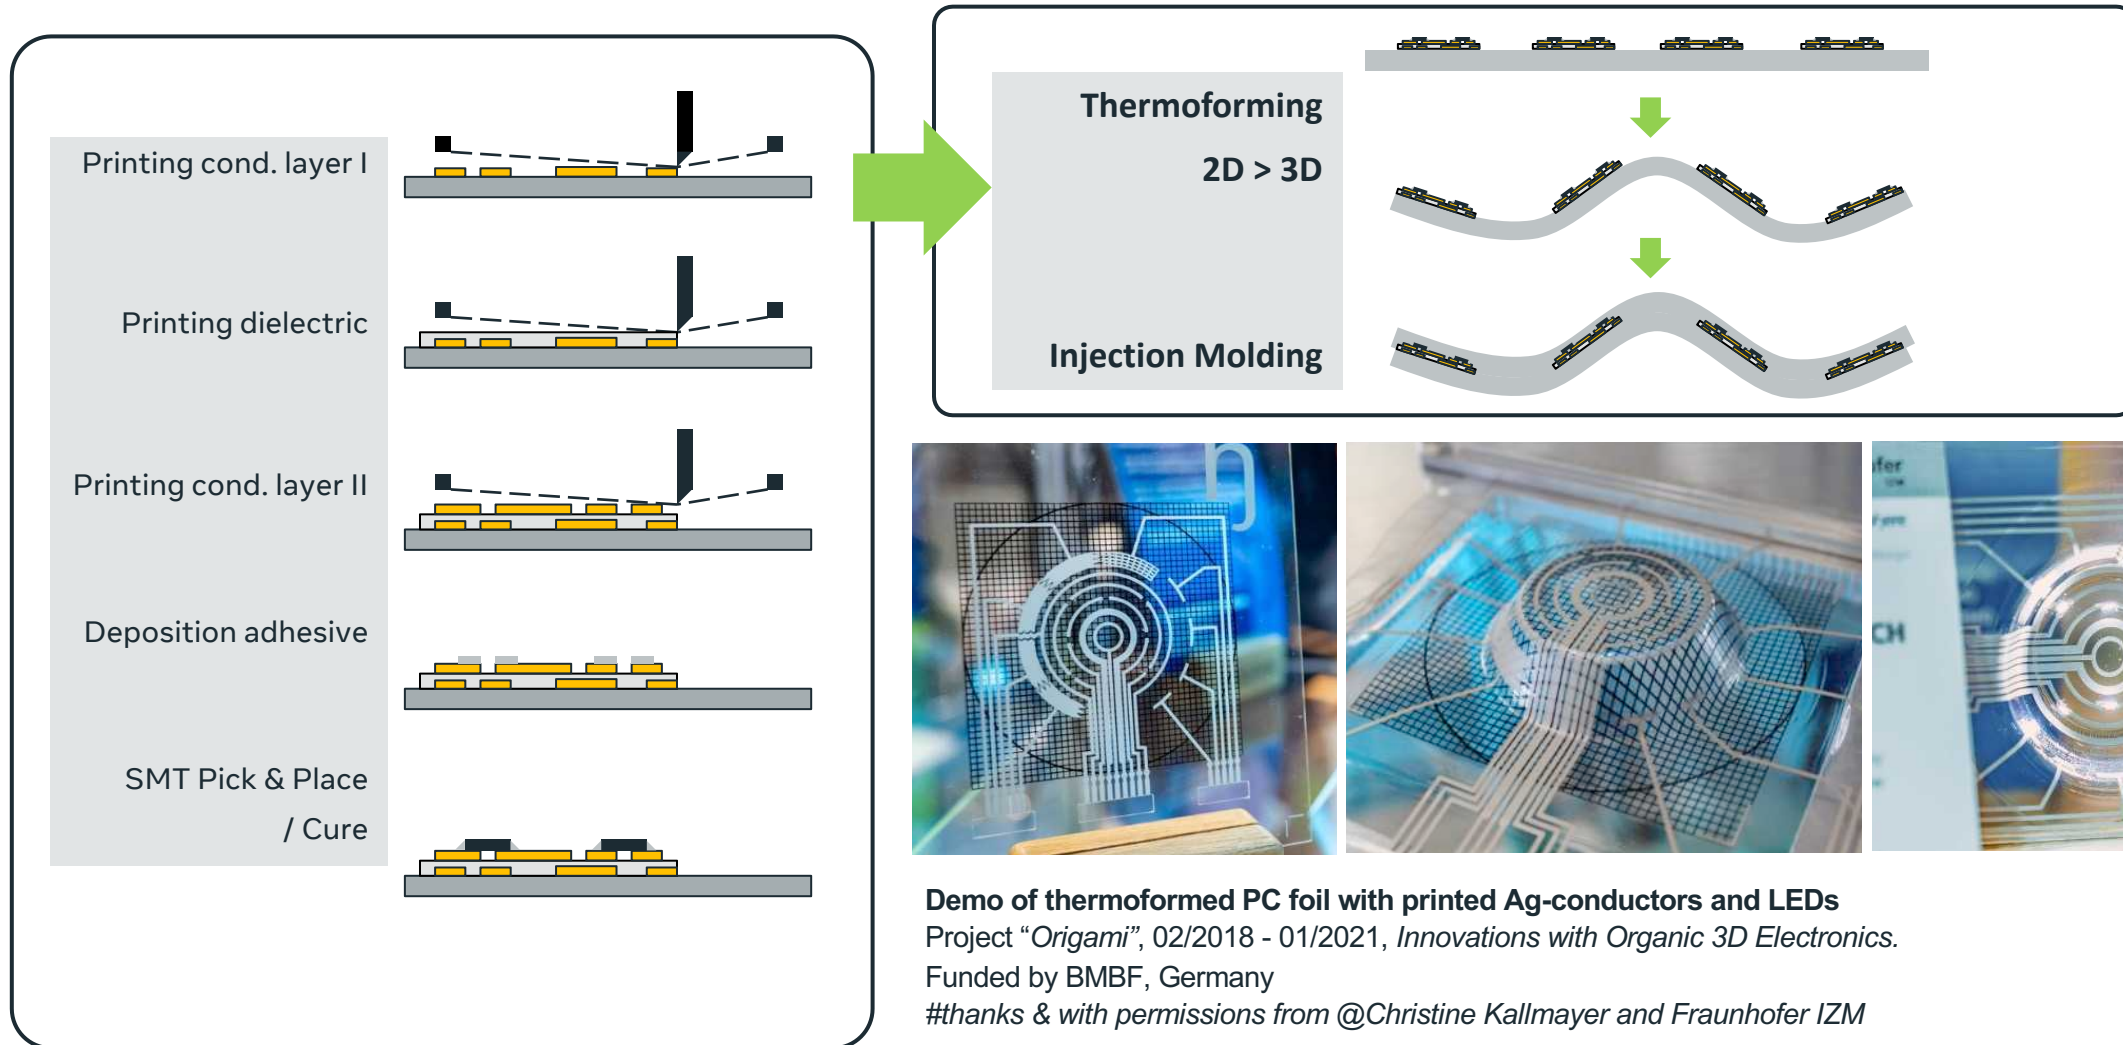 Printing cond. layer I
Printing dielectric
Printing cond. layer II
Deposition adhesive
SMT Pick & Place
/ Cure
Thermoforming
2D > 3D
Injection Molding
CH
Demo of thermoformed PC foil with printed Ag-conductors and LEDs
Project “Origami”, 02/2018 - 01/2021, Innovations with Organic 3D Electronics.
Funded by BMBF, Germany
#thanks & with permissions from @Christine Kallmayer and Fraunhofer IZM